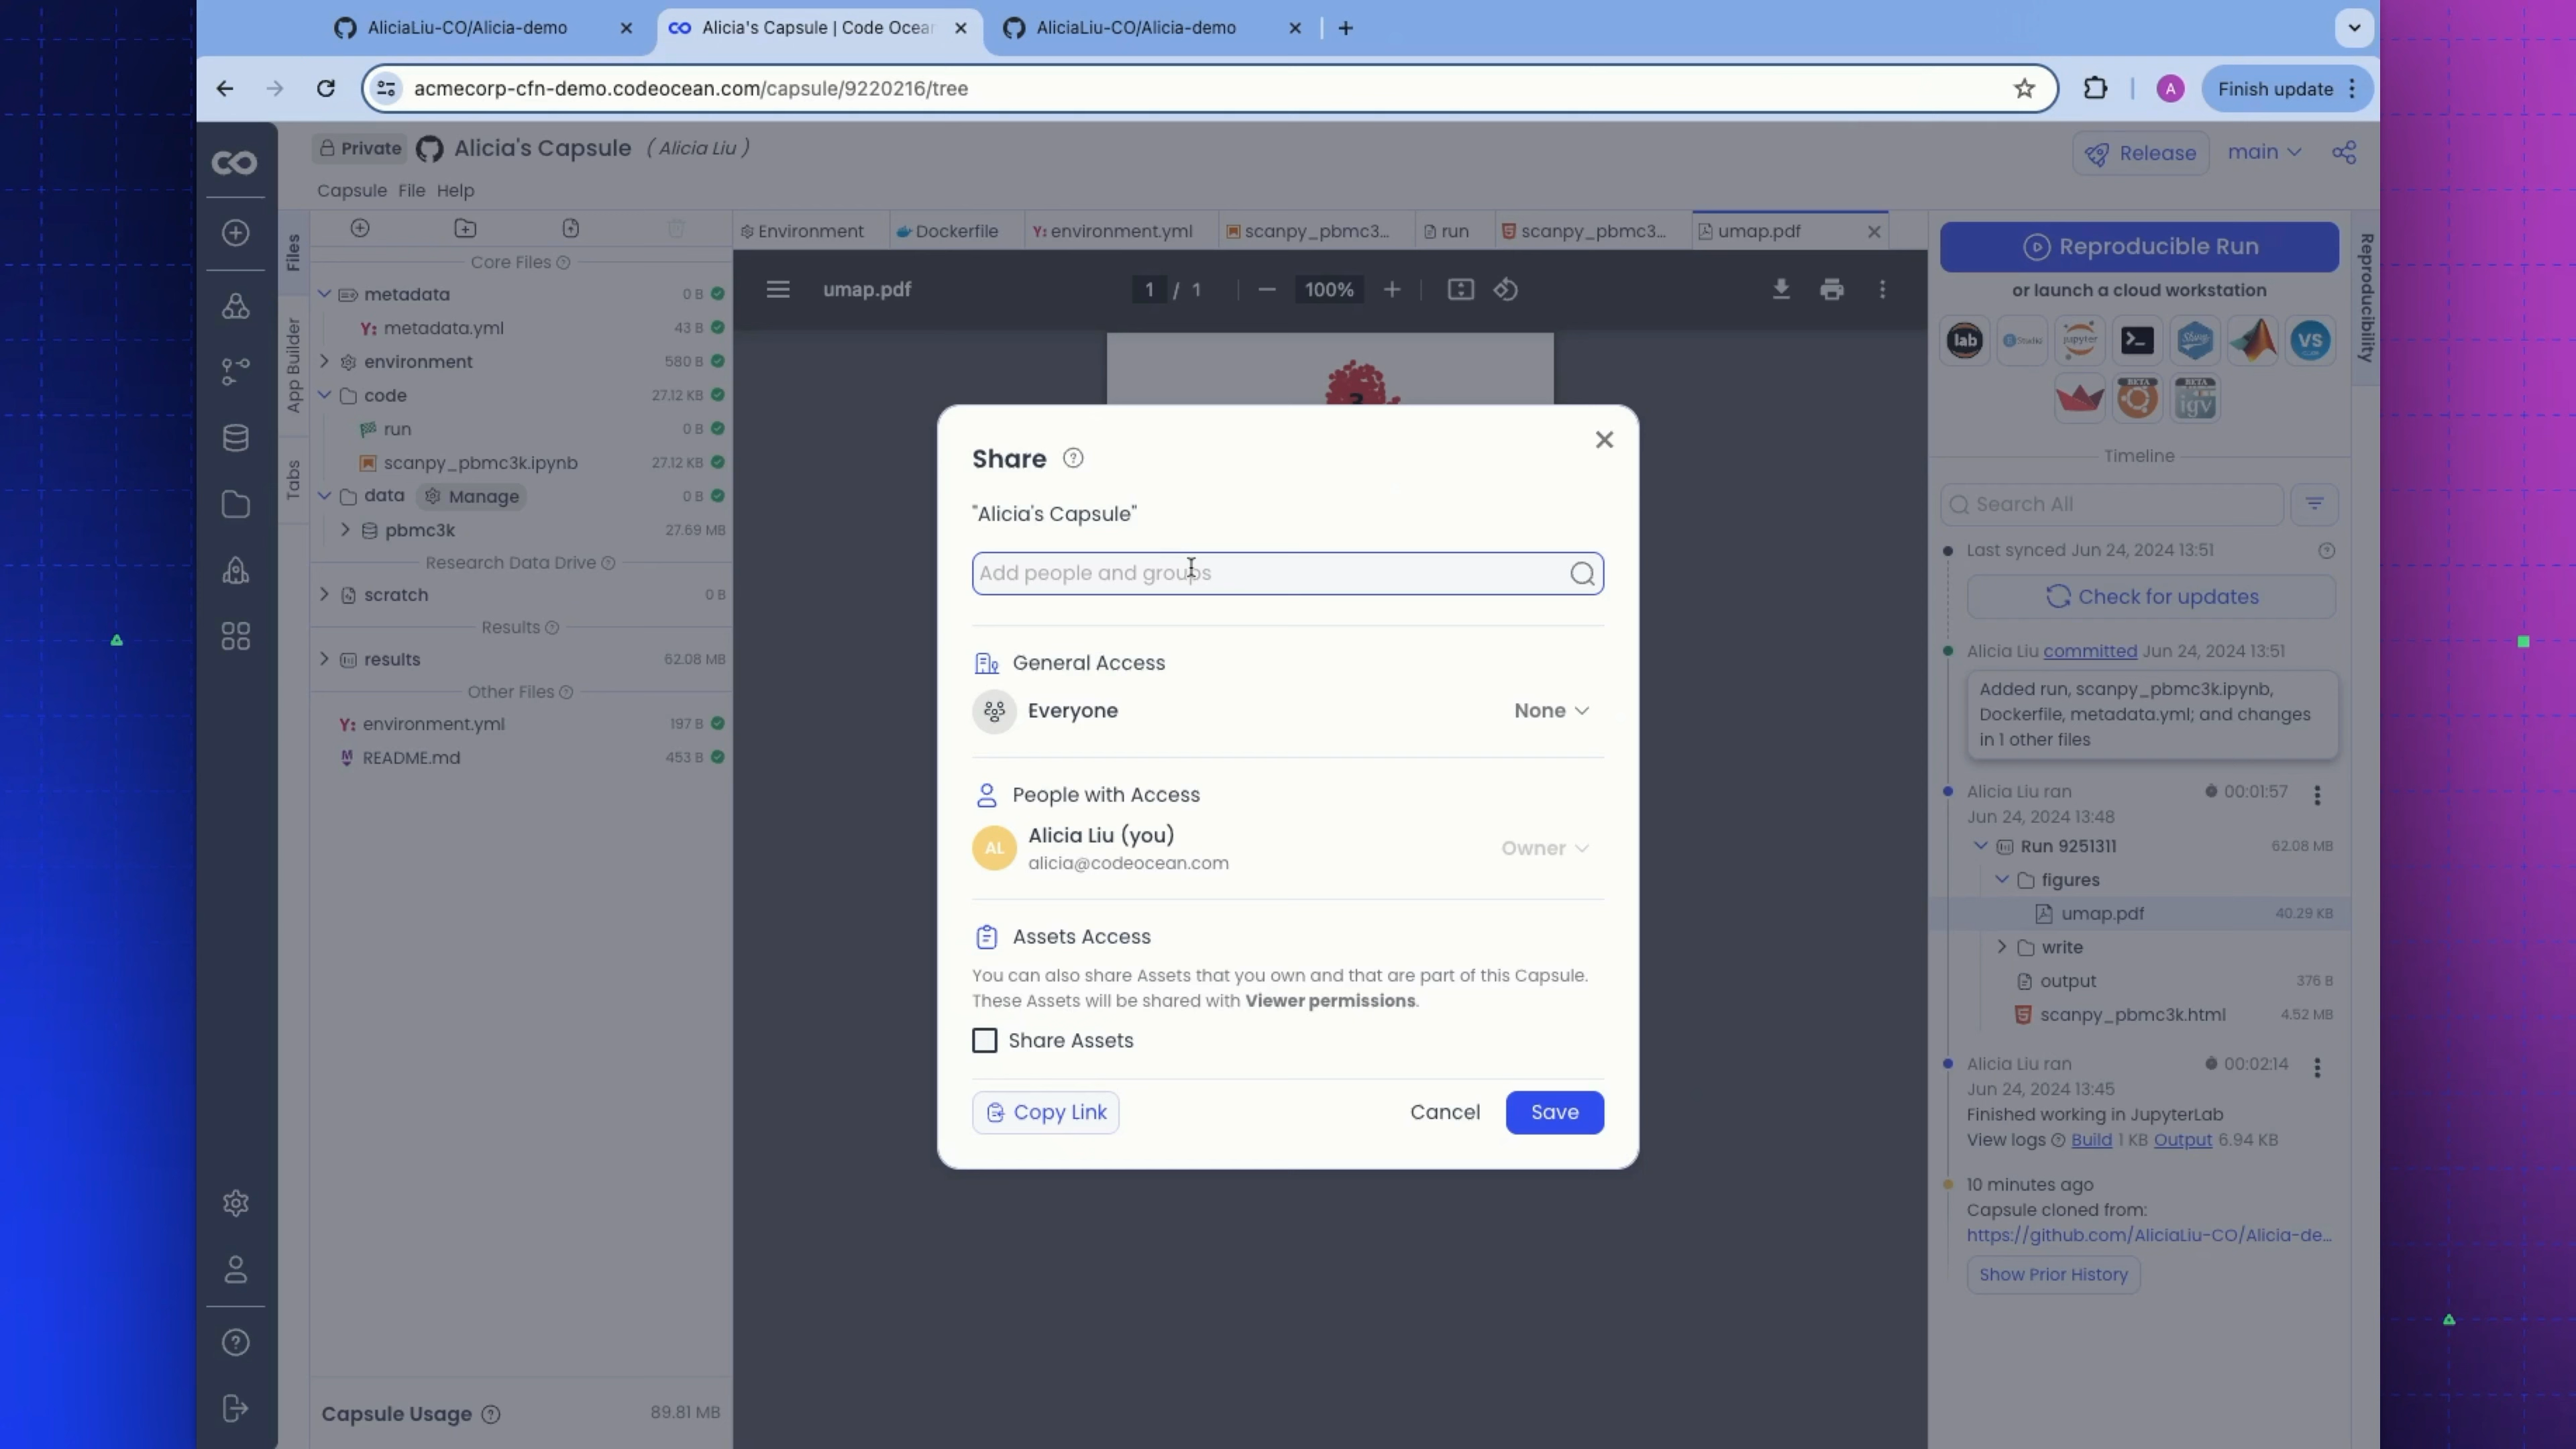 AliciaLiu-CO/Alicia-demo
Alicia's Capsule | Code Ocean
AliciaLiu-CO/Alicia-demo
acmecorp-cfn-demo.codeocean.com/capsule/9220216/tree
A
Finish update
Private
Alicia's Capsule
( Alicia Liu )
Release
main
Capsule File Help
Files
App Builder
Tabs
Core Files
metadata 0 B
Y: metadata.yml 43 B
environment 580 B
code 27.12 KB
run 0 B
scanpy_pbmc3k.ipynb 27.12 KB
data Manage 0 B
pbmc3k 27.69 MB
Research Data Drive
scratch 0 B
Results
results 62.08 MB
Other Files
Y: environment.yml 197 B
README.md 453 B
Capsule Usage 89.81 MB
Environment
Dockerfile
Y: environment.yml
scanpy_pbmc3...
run
scanpy_pbmc3...
umap.pdf
umap.pdf
1 / 1
100%
Share
"Alicia's Capsule"
Add people and groups
General Access
Everyone
None
People with Access
AL
Alicia Liu (you)
alicia@codeocean.com
Owner
Assets Access
You can also share Assets that you own and that are part of this Capsule.
These Assets will be shared with Viewer permissions.
Share Assets
Copy Link
Cancel
Save
Reproducibility
Reproducible Run
or launch a cloud workstation
lab
Studio
jupyter
Shiny
VS
BETA
BETA
igv
Timeline
Search All
Last synced Jun 24, 2024 13:51
Check for updates
Alicia Liu committed Jun 24, 2024 13:51
Added run, scanpy_pbmc3k.ipynb,
Dockerfile, metadata.yml; and changes
in 1 other files
Alicia Liu ran 00:01:57
Jun 24, 2024 13:48
Run 9251311 62.08 MB
figures
umap.pdf 40.29 KB
write
output 376 B
scanpy_pbmc3k.html 4.52 MB
Alicia Liu ran 00:02:14
Jun 24, 2024 13:45
Finished working in JupyterLab
View logs Build 1 KB Output 6.94 KB
10 minutes ago
Capsule cloned from:
https://github.com/AliciaLiu-CO/Alicia-de...
Show Prior History